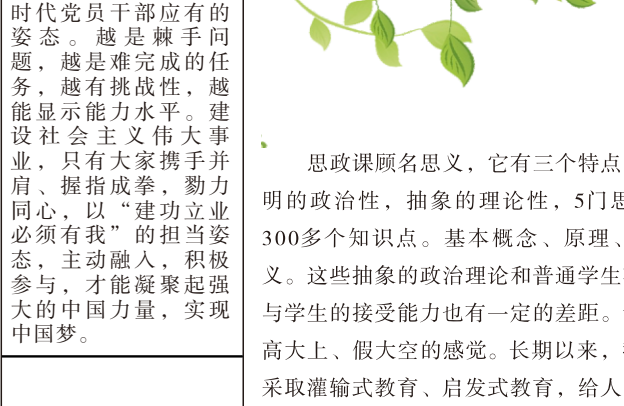 时代党员干部应有的
姿态。越是棘手问
题，越是难完成的任
务，越有挑战性，越
能显示能力水平。建
设社会主义伟大事
业，只有大家携手并
肩、握指成拳，勠力
同心，以“建功立业
必须有我”的担当姿
态，主动融入，积极
参与，才能凝聚起强
大的中国力量，实现
中国梦。
思政课顾名思义，它有三个特点
明的政治性，抽象的理论性，5门思
300多个知识点。基本概念、原理、
义。这些抽象的政治理论和普通学生
与学生的接受能力也有一定的差距。
高大上、假大空的感觉。长期以来，
采取灌输式教育、启发式教育，给人